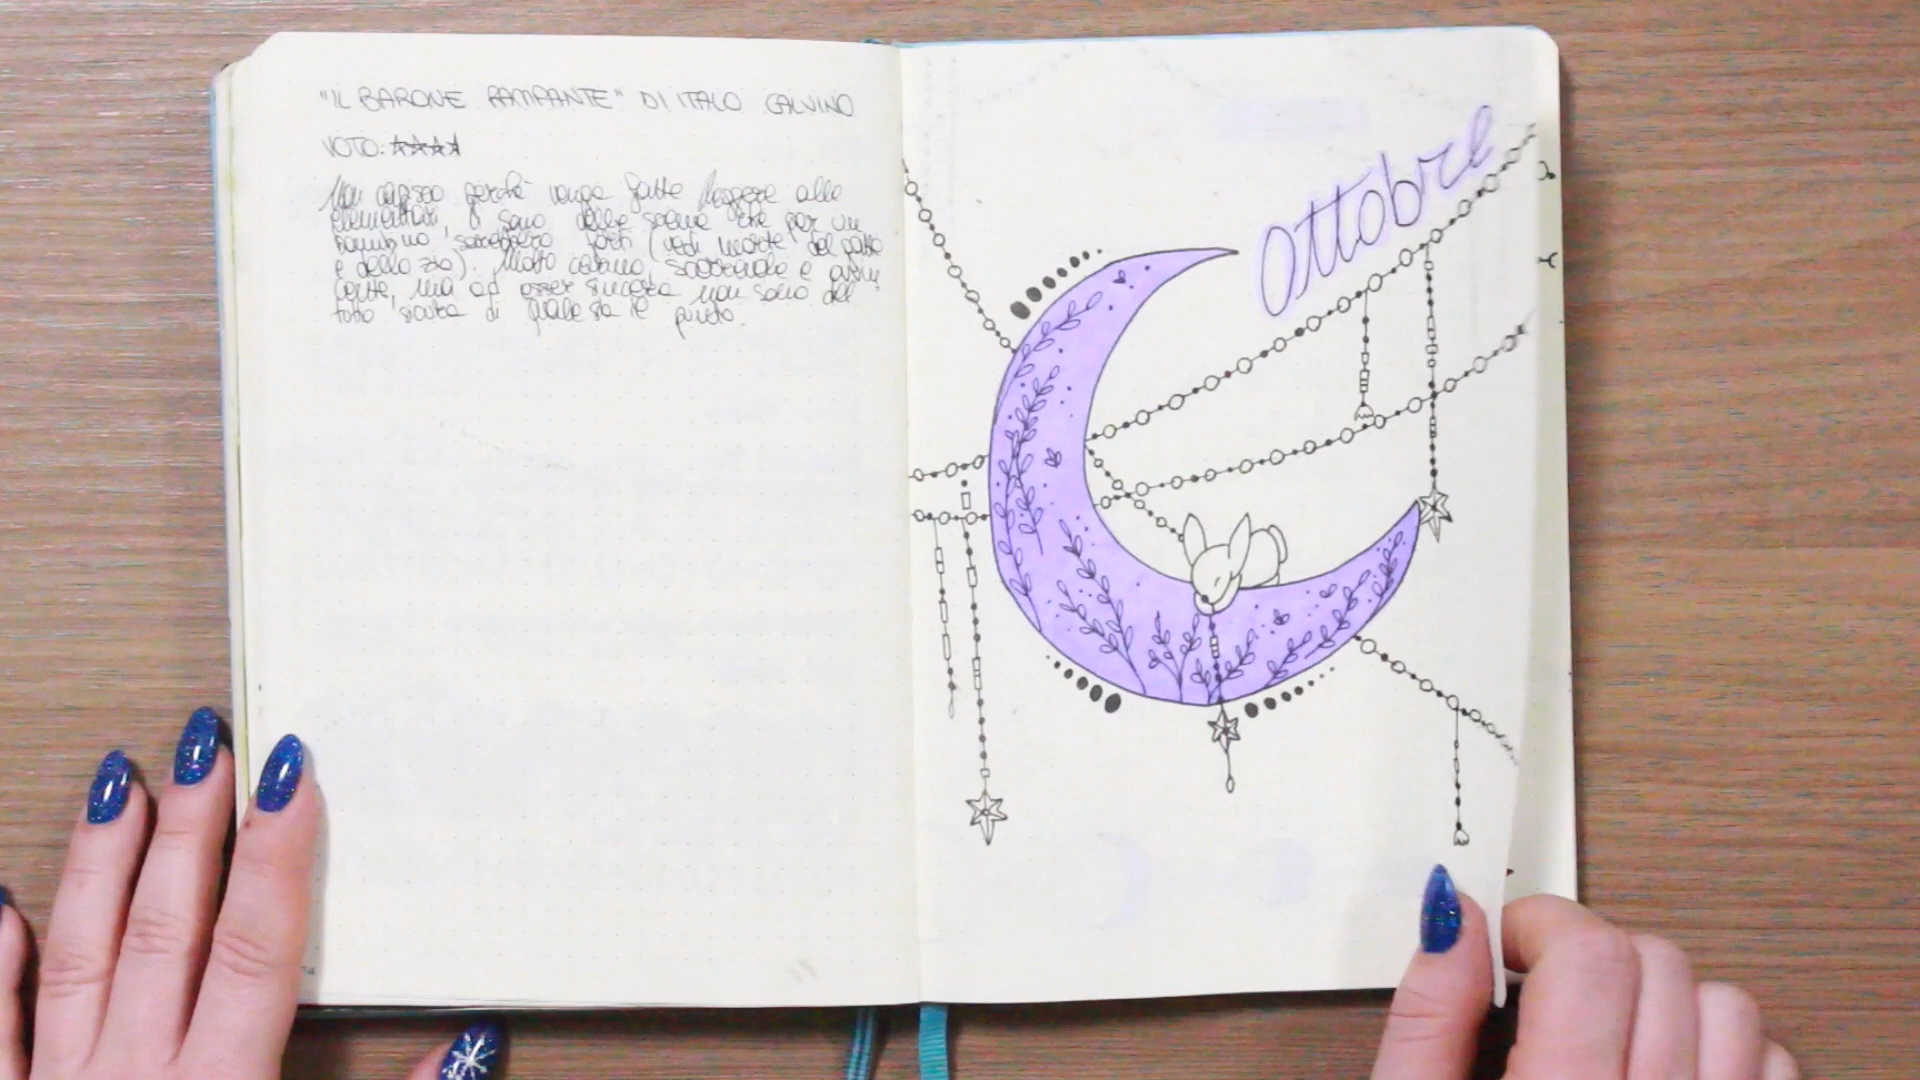 "IL BARONE RAMPANTE" DI ITALO CALVINO
VOTO:
Non capisco perché venga fatto leggere alle
elementari, ci sono delle scene che per un
bambino sarebbero forti (vedi morte del gatto
e dello zio). Molto carino, scorrevole e
ma ad esser sincera non sono del
tutto sicura di quale sia il punto.
Ottobre
74